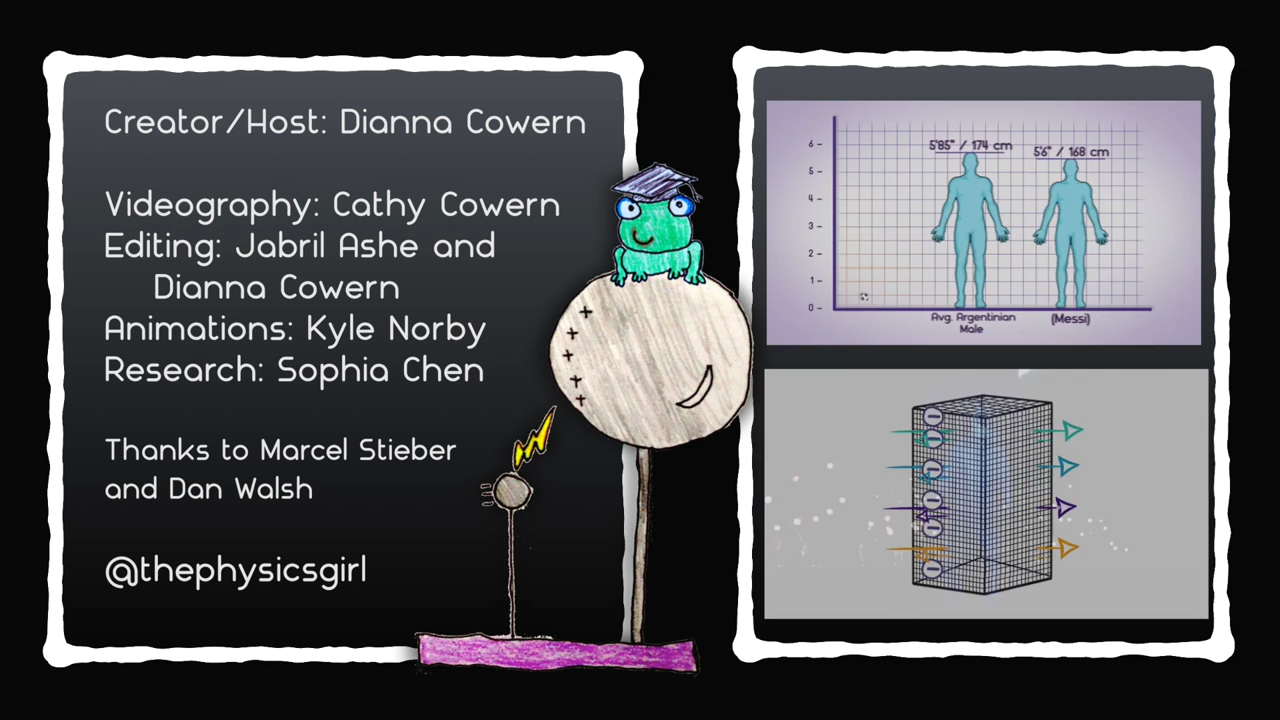 Creator/Host: Dianna Cowern
Videography: Cathy Cowern
Editing: Jabril Ashe and
Dianna Cowern
Animations: Kyle Norby
Research: Sophia Chen
Thanks to Marcel Stieber
and Dan Walsh
@thephysicsgirl
+
+
+
+
+
6 –
5 –
4 –
3 –
2 –
1 –
0 –
5'85" / 174 cm
5'6" / 168 cm
Avg. Argentinian
Male
(Messi)